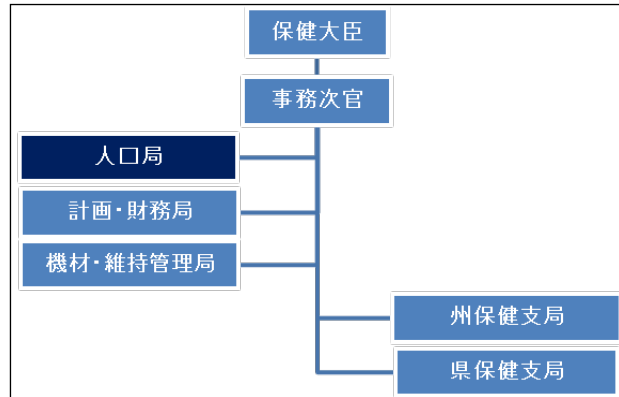 保健大臣
事務次官
人口局
計画・財務局
機材・維持管理局
州保健支局
県保健支局